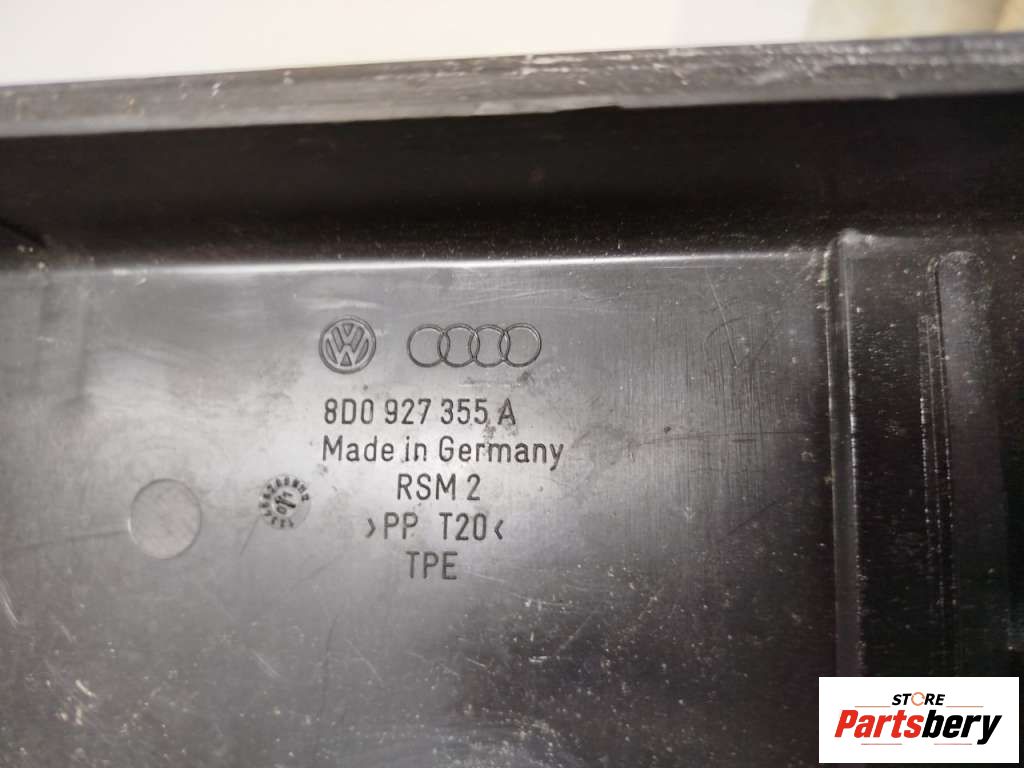 8D0 927 355 A
Made in Germany
RSM 2
>PP T20<
TPE
STORE
Partsbery